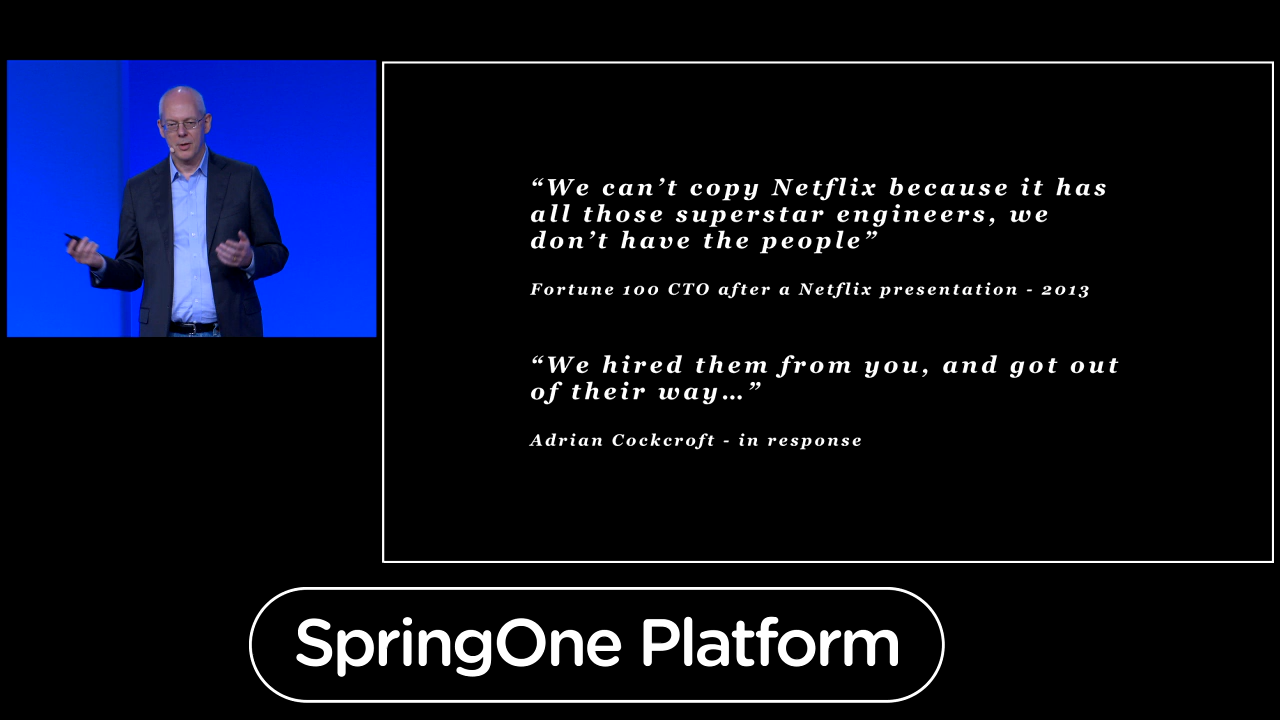 “We can’t copy Netflix because it has
all those superstar engineers, we
don’t have the people”
Fortune 100 CTO after a Netflix presentation - 2013
“We hired them from you, and got out
of their way…”
Adrian Cockcroft - in response
SpringOne Platform